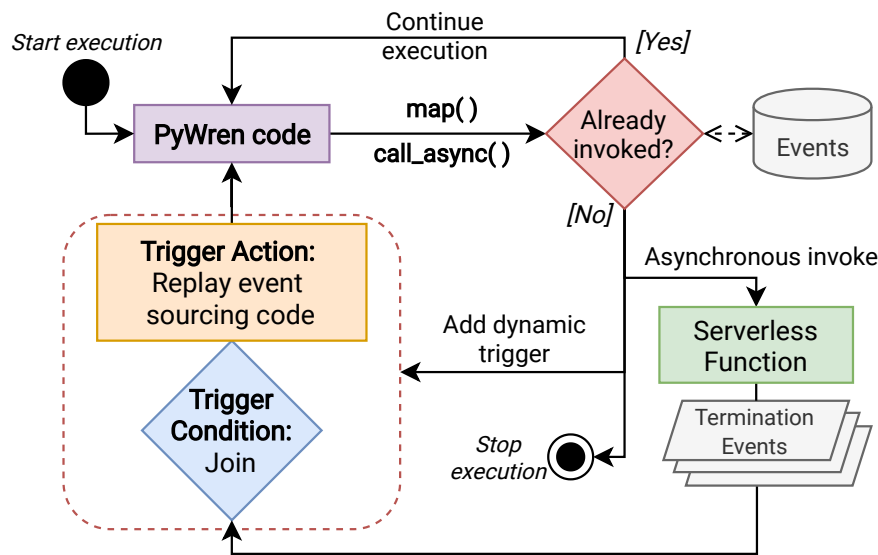 Start execution
Continue
execution
[Yes]
PyWren code
map( )
call_async( )
Already
invoked?
Events
[No]
Trigger Action:
Replay event
sourcing code
Asynchronous invoke
Add dynamic
trigger
Serverless
Function
Trigger
Condition:
Join
Termination
Events
Stop
execution